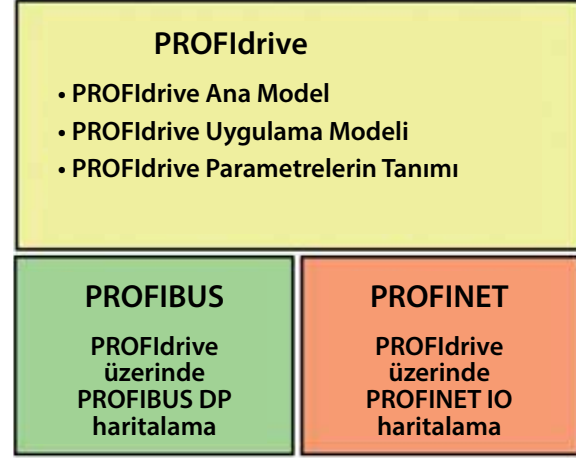 PROFIdrive
• PROFIdrive Ana Model
• PROFIdrive Uygulama Modeli
• PROFIdrive Parametrelerin Tanımı
PROFIBUS
PROFIdrive
üzerinde
PROFIBUS DP
haritalama
PROFINET
PROFIdrive
üzerinde
PROFINET IO
haritalama